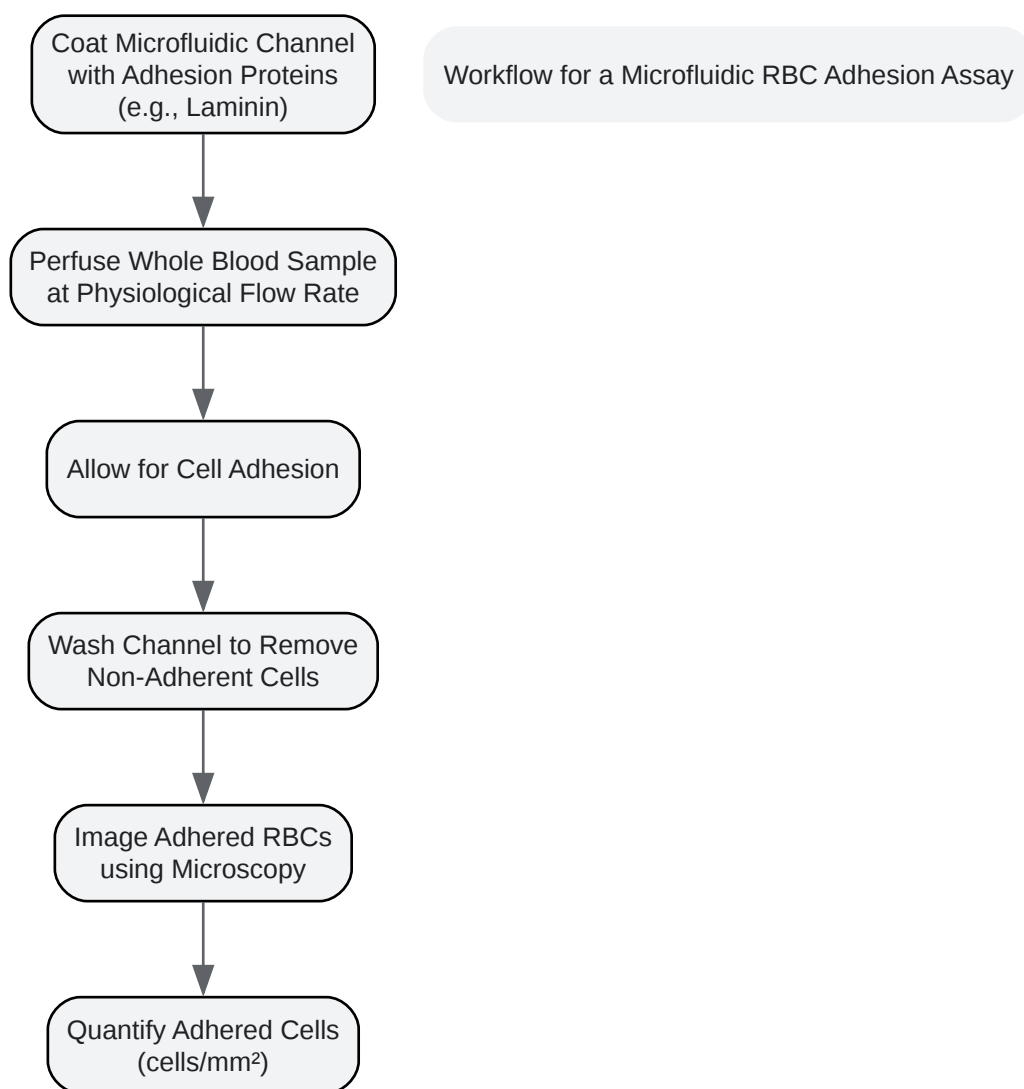 Coat Microfluidic Channel
with Adhesion Proteins
(e.g., Laminin)
Workflow for a Microfluidic RBC Adhesion Assay
Perfuse Whole Blood Sample
at Physiological Flow Rate
Allow for Cell Adhesion
Wash Channel to Remove
Non-Adherent Cells
Image Adhered RBCs
using Microscopy
Quantify Adhered Cells
(cells/mm²)